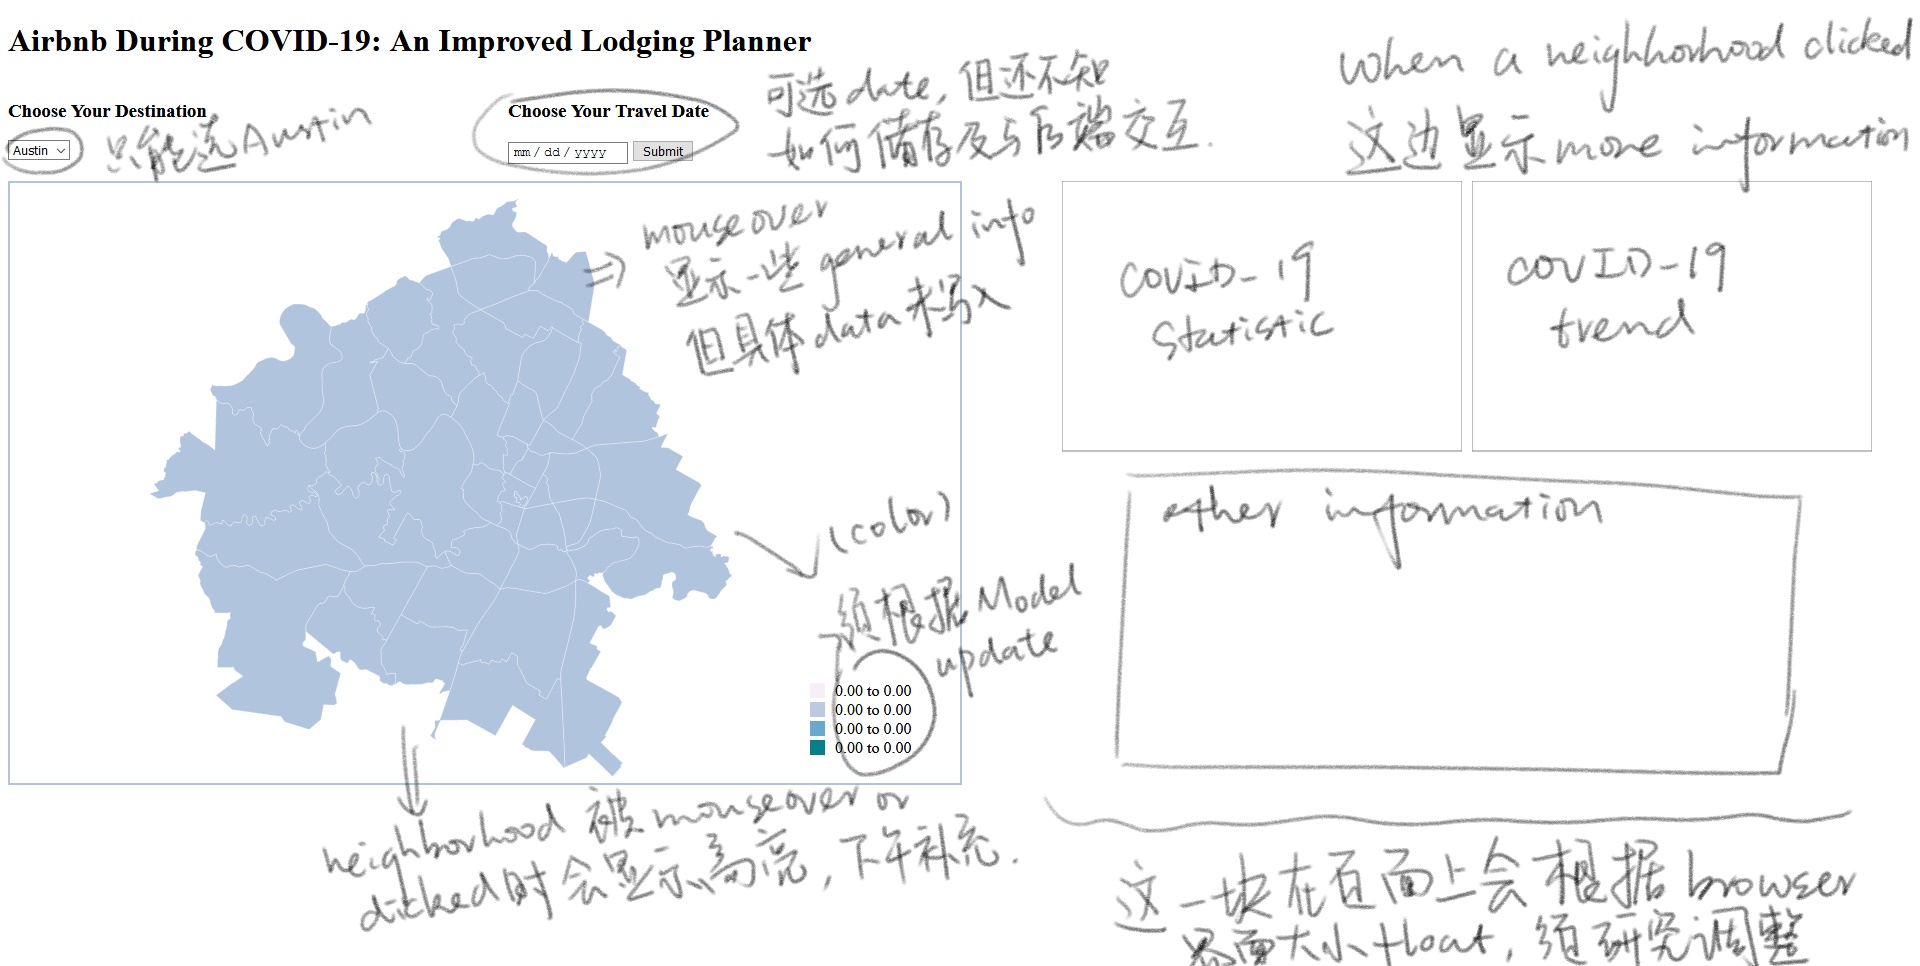 Airbnb During COVID-19: An Improved Lodging Planner
Choose Your Destination
Austin
只能选Austin
Choose Your Travel Date
mm / dd / yyyy
Submit
可选date, 但还不知
如何储存及与后端交互.
when a neighborhood clicked
这边显示more information
⇒ mouseover
显示一些 general info
但具体data未写入
COVID-19
statistic
COVID-19
trend
other information
(color)
须根据Model
update
0.00 to 0.00
0.00 to 0.00
0.00 to 0.00
0.00 to 0.00
neighborhood 被mouseover or
clicked时会显示高亮, 下午补充.
这一块在页面上会根据browser
界面大小float, 须研究调整